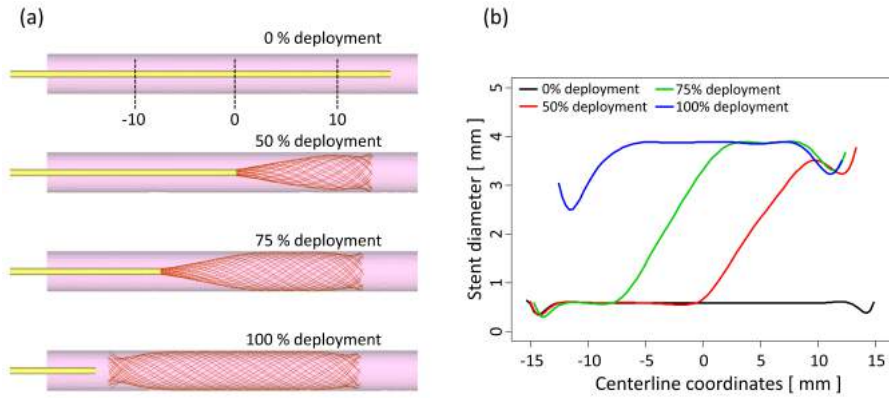 (a)
0 % deployment
-10 0 10
50 % deployment
75 % deployment
100 % deployment
(b)
0% deployment 75% deployment
50% deployment 100% deployment
5
4
3
2
1
0
Stent diameter [ mm ]
-15 -10 -5 0 5 10 15
Centerline coordinates [ mm ]